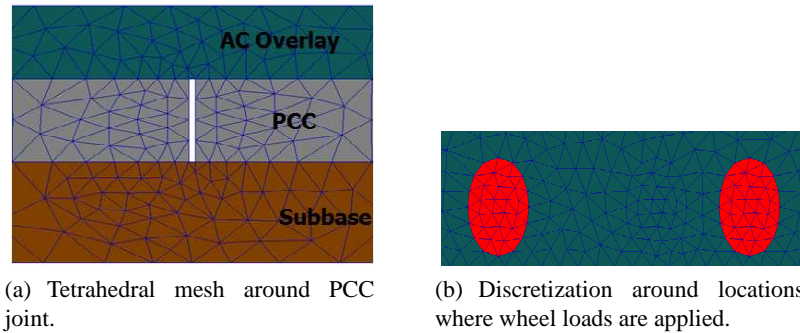 AC Overlay
PCC
Subbase
(a) Tetrahedral mesh around PCC
joint.
(b) Discretization around locations
where wheel loads are applied.